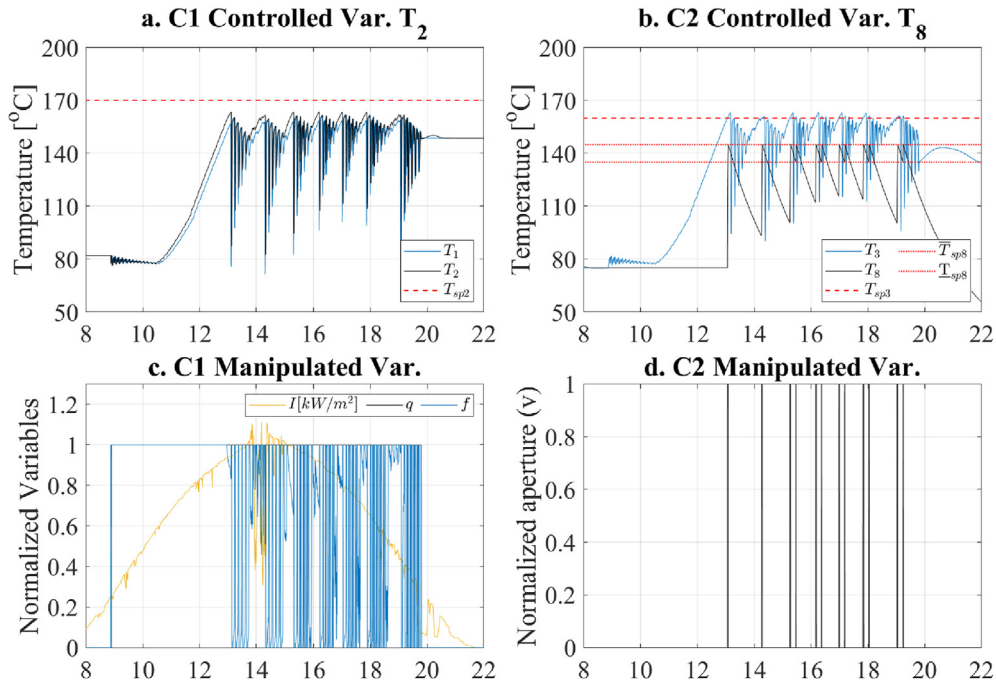 a. C1 Controlled Var. T₂
Temperature [°C]
200
170
140
110
80
50
T₁
T₂
Tₛₚ₂
8 10 12 14 16 18 20 22
b. C2 Controlled Var. T₈
Temperature [°C]
200
170
140
110
80
50
T₃ T̅ₛₚ₈
T₈ T̲ₛₚ₈
Tₛₚ₃
8 10 12 14 16 18 20 22
c. C1 Manipulated Var.
Normalized Variables
I[kW/m²] q f
1.2
1
0.8
0.6
0.4
0.2
0
8 10 12 14 16 18 20 22
d. C2 Manipulated Var.
Normalized aperture (v)
1
0.8
0.6
0.4
0.2
0
8 10 12 14 16 18 20 22